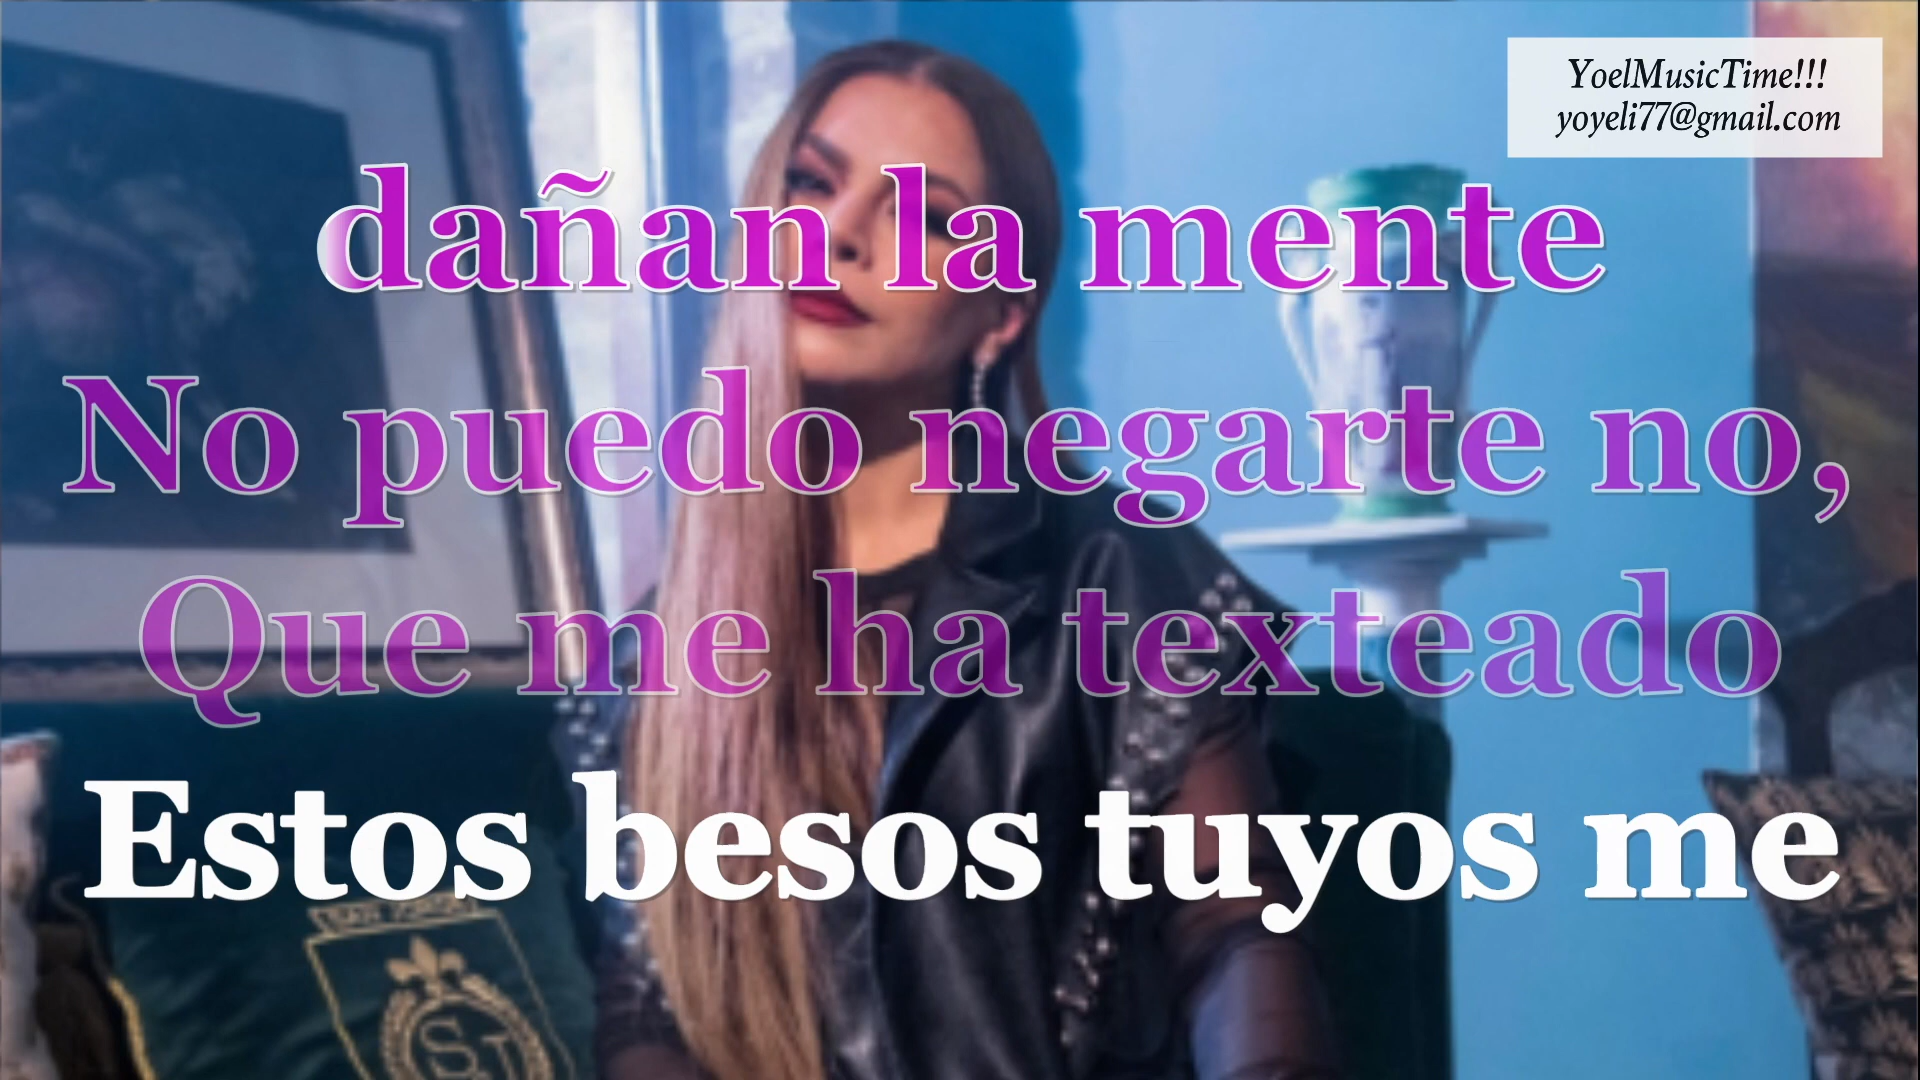 YoelMusicTime!!!
yoyeli77@gmail.com
dañan la mente
No puedo negarte no,
Que me ha texteado
Estos besos tuyos me